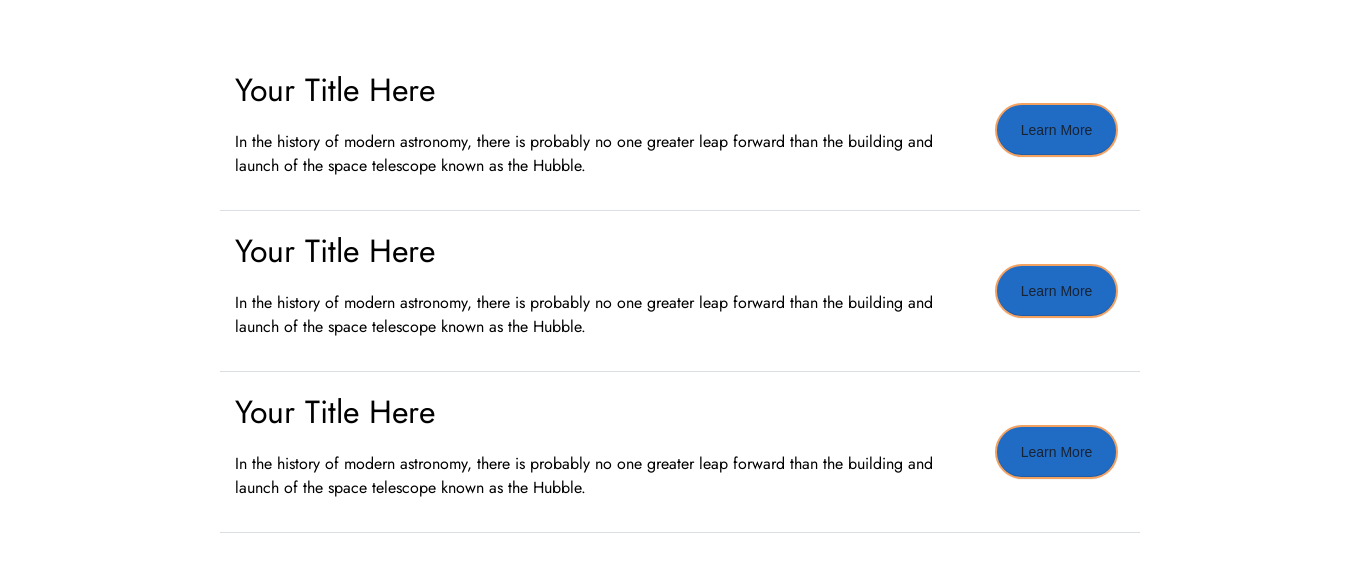 Your Title Here
In the history of modern astronomy, there is probably no one greater leap forward than the building and
launch of the space telescope known as the Hubble.
Learn More
Your Title Here
In the history of modern astronomy, there is probably no one greater leap forward than the building and
launch of the space telescope known as the Hubble.
Learn More
Your Title Here
In the history of modern astronomy, there is probably no one greater leap forward than the building and
launch of the space telescope known as the Hubble.
Learn More